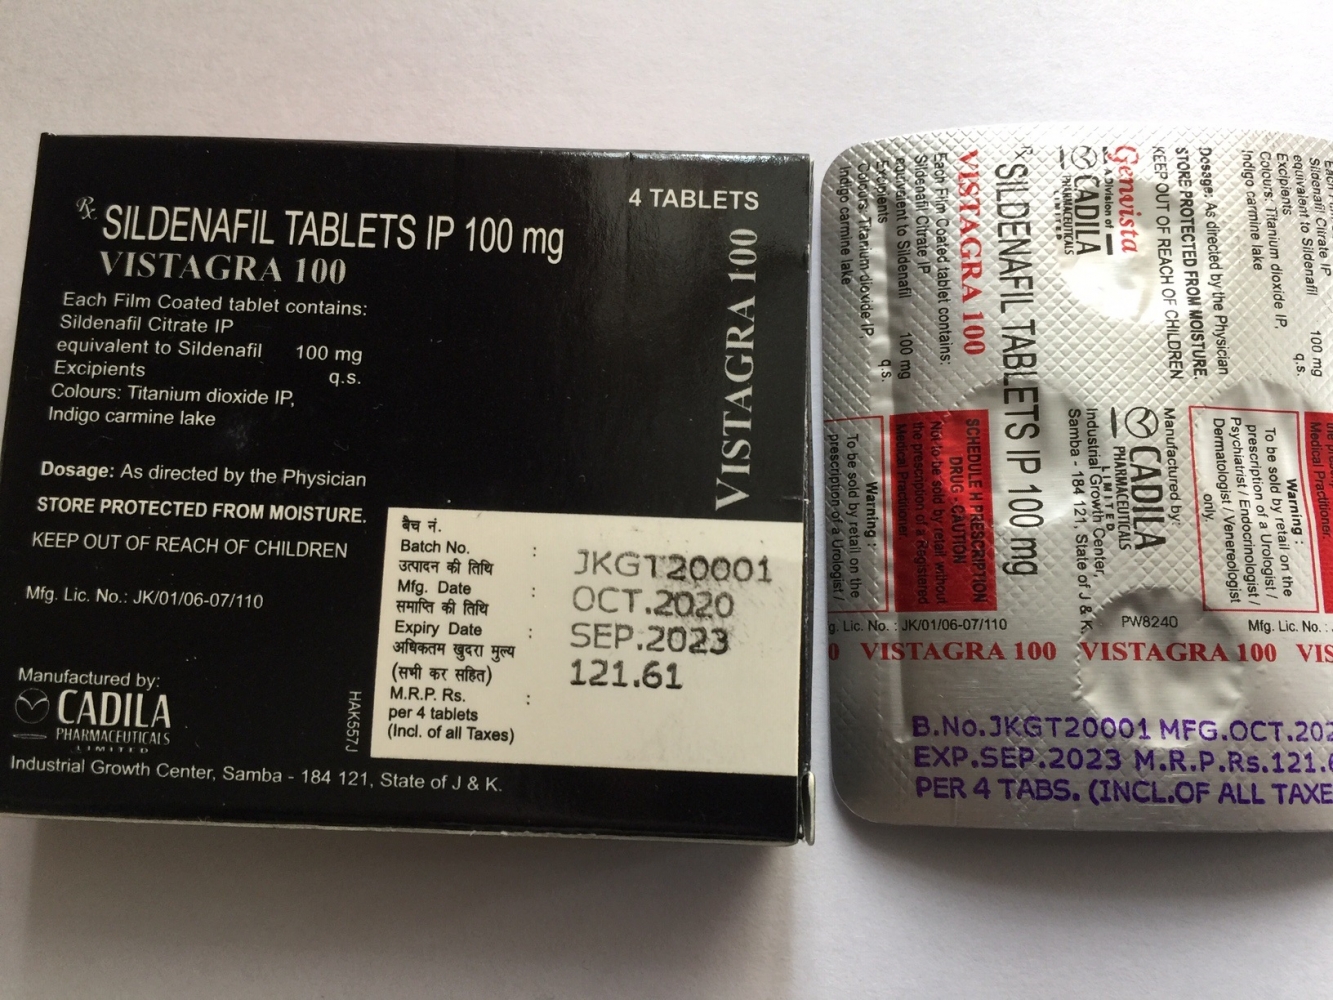 Rx SILDENAFIL TABLETS IP 100 mg
VISTAGRA 100
4 TABLETS
VISTAGRA 100
Each Film Coated tablet contains:
Sildenafil Citrate IP
equivalent to Sildenafil 100 mg
Excipients q.s.
Colours: Titanium dioxide IP,
Indigo carmine lake
Dosage: As directed by the Physician
STORE PROTECTED FROM MOISTURE.
KEEP OUT OF REACH OF CHILDREN
Mfg. Lic. No.: JK/01/06-07/110
Manufactured by:
CADILA
PHARMACEUTICALS
LIMITED
Industrial Growth Center, Samba - 184 121, State of J & K.
HAK557J
बैच नं.
Batch No. : JKGT20001
उत्पादन की तिथि
Mfg. Date : OCT.2020
समाप्ति की तिथि
Expiry Date : SEP.2023
अधिकतम खुदरा मुल्य
(सभी कर सहित) 121.61
M.R.P. Rs. :
per 4 tablets
(Incl. of all Taxes)
Each
Sildenafil Citrate IP
equivalent to Sildenafil 100 mg
Excipients q.s.
Colours: Titanium dioxide IP,
Indigo carmine lake
Dosage: As directed by the Physician
STORE PROTECTED FROM MOISTURE.
KEEP OUT OF REACH OF CHILDREN
Genvista
A Division of
CADILA
PHARMACEUTICALS
LIMITED
Rx SILDENAFIL TABLETS IP 100 mg
VISTAGRA 100
Each Film Coated tablet contains:
Sildenafil Citrate IP
equivalent to Sildenafil 100 mg
Excipients q.s.
Colours: Titanium dioxide IP,
Indigo carmine lake
Medical Practitioner.
Warning :
To be sold by retail on the
prescription of a Urologist /
Psychiatrist / Endocrinologist /
Dermatologist / Venereologist
only.
Manufactured by:
CADILA
PHARMACEUTICALS
LIMITED
Industrial Growth Center,
Samba - 184 121, State of J & K.
SCHEDULE H PRESCRIPTION
DRUG - CAUTION
Not to be sold by retail without
the prescription of a Registered
Medical Practitioner.
Warning :
To be sold by retail on the
prescription of a Urologist /
g. Lic. No. : JK/01/06-07/110
PW8240
Mfg. Lic. No. :
0 VISTAGRA 100 VISTAGRA 100 VIS
B.No.JKGT20001 MFG.OCT.202
EXP.SEP.2023 M.R.P.Rs.121.6
PER 4 TABS. (INCL.OF ALL TAXE